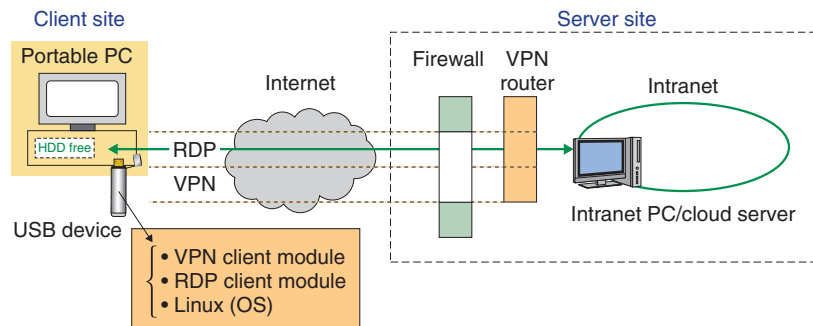 Client site
Server site
Portable PC
Internet
Firewall
VPN
router
Intranet
HDD free
RDP
VPN
USB device
Intranet PC/cloud server
• VPN client module
• RDP client module
• Linux (OS)